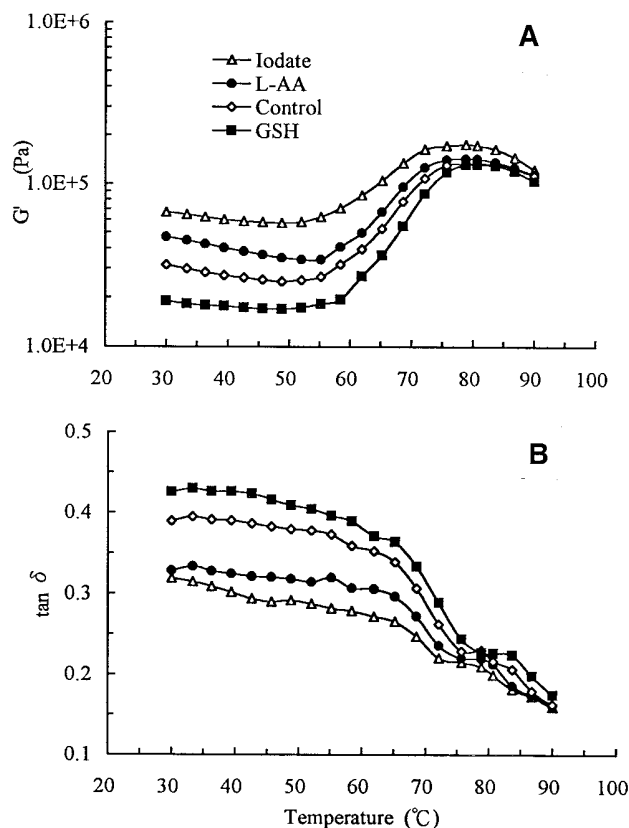 A
1.0E+6
Iodate
L-AA
Control
GSH
G' (Pa)
1.0E+5
1.0E+4
20 30 40 50 60 70 80 90 100
B
0.5
0.4
tan δ
0.3
0.2
0.1
20 30 40 50 60 70 80 90 100
Temperature (℃)